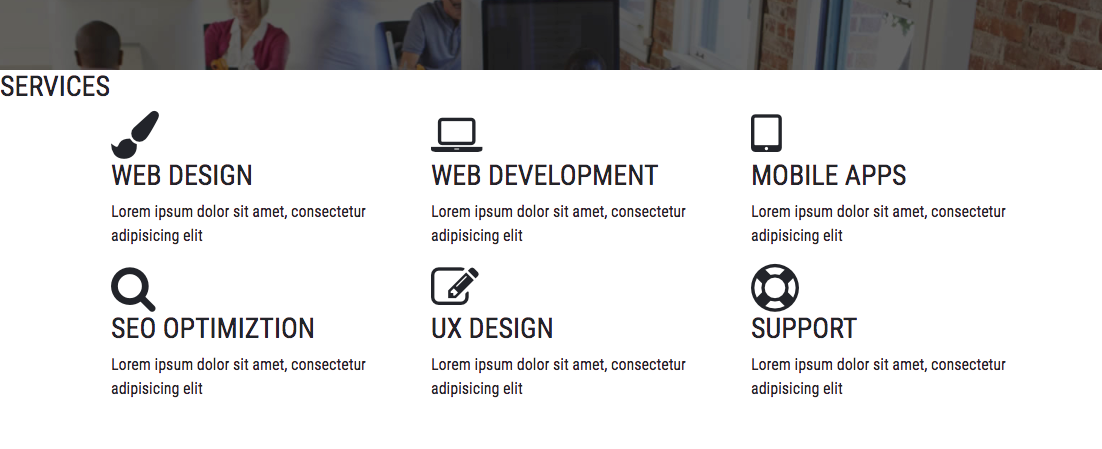 SERVICES
WEB DESIGN
Lorem ipsum dolor sit amet, consectetur
adipisicing elit
WEB DEVELOPMENT
Lorem ipsum dolor sit amet, consectetur
adipisicing elit
MOBILE APPS
Lorem ipsum dolor sit amet, consectetur
adipisicing elit
SEO OPTIMIZTION
Lorem ipsum dolor sit amet, consectetur
adipisicing elit
UX DESIGN
Lorem ipsum dolor sit amet, consectetur
adipisicing elit
SUPPORT
Lorem ipsum dolor sit amet, consectetur
adipisicing elit